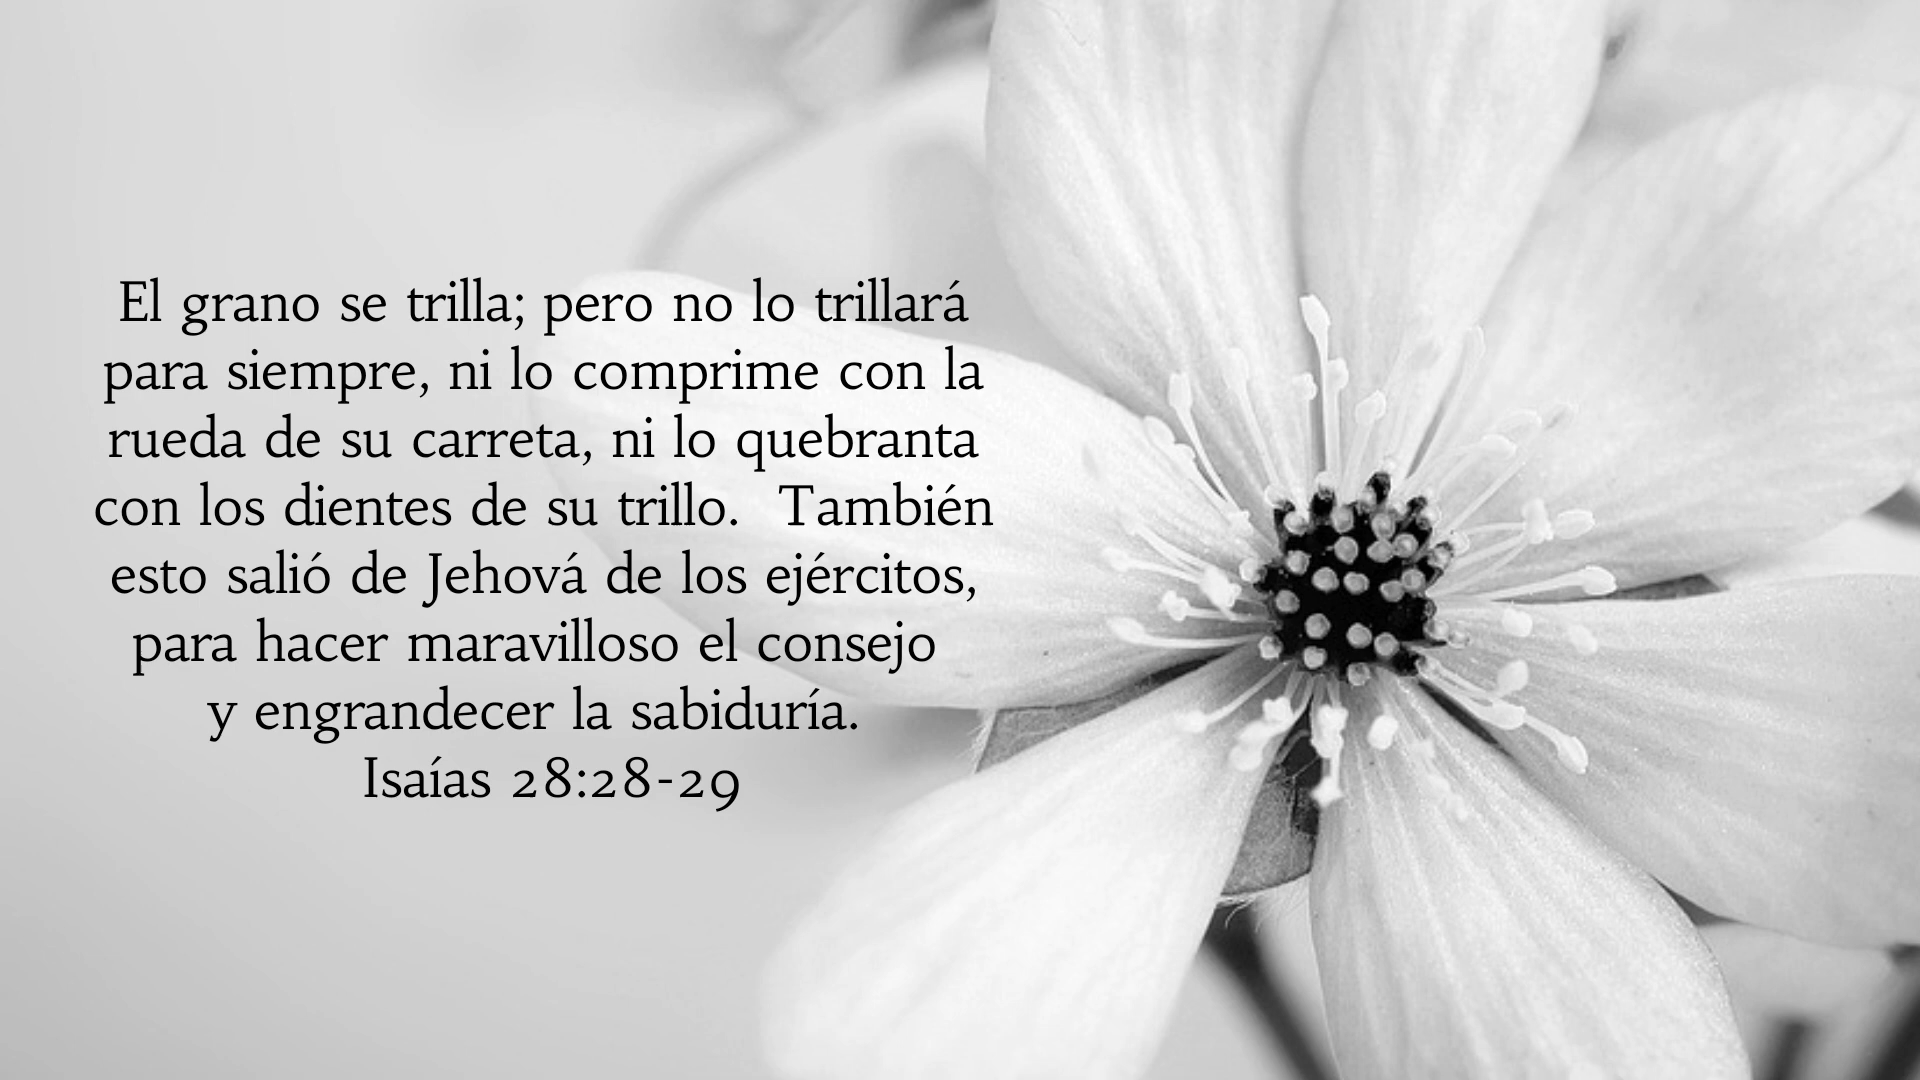 El grano se trilla; pero no lo trillará
para siempre, ni lo comprime con la
rueda de su carreta, ni lo quebranta
con los dientes de su trillo.  También
esto salió de Jehová de los ejércitos,
para hacer maravilloso el consejo
y engrandecer la sabiduría.
Isaías 28:28-29